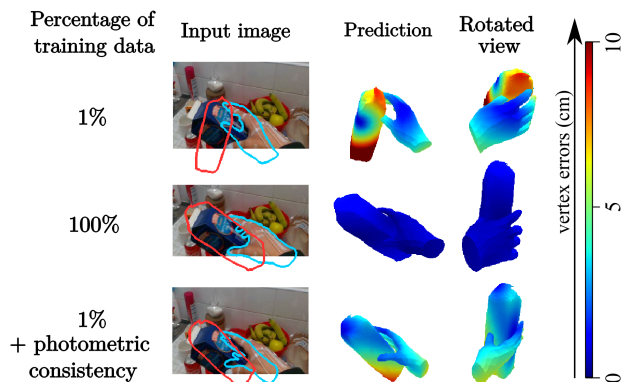 Percentage of
training data
Input image
Prediction
Rotated
view
1%
100%
1%
+ photometric
consistency
vertex errors (cm)
10
5
0